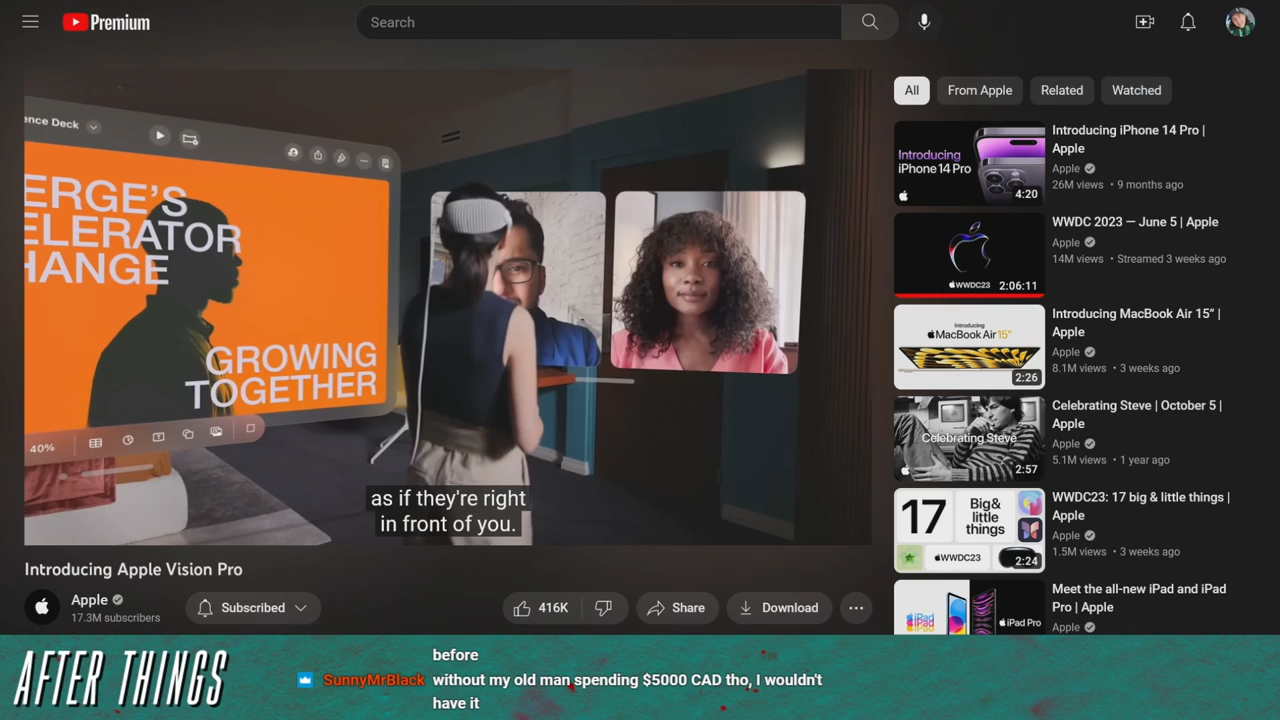 Premium
Search
ence Deck
ERGE'S
ELERATOR
HANGE
GROWING
TOGETHER
40%
as if they're right
in front of you.
Introducing Apple Vision Pro
Apple
17.3M subscribers
Subscribed
416K
Share
Download
All
From Apple
Related
Watched
Introducing
iPhone 14 Pro
4:20
Introducing iPhone 14 Pro |
Apple
Apple
26M views • 9 months ago
WWDC23
2:06:11
WWDC 2023 — June 5 | Apple
Apple
14M views • Streamed 3 weeks ago
Introducing
MacBook Air 15”
2:26
Introducing MacBook Air 15” |
Apple
Apple
8.1M views • 3 weeks ago
Celebrating Steve
2:57
Celebrating Steve | October 5 |
Apple
Apple
5.1M views • 1 year ago
17
Big&
little
things
WWDC23
2:24
WWDC23: 17 big & little things |
Apple
Apple
1.5M views • 3 weeks ago
iPad
iPad
iPad
iPad Pro
Meet the all-new iPad and iPad
Pro | Apple
Apple
AFTER THINGS
before
SunnyMrBlack without my old man spending $5000 CAD tho, I wouldn't
have it